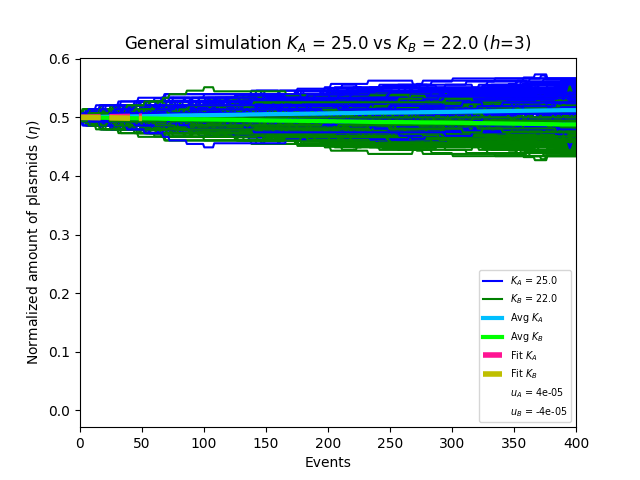 General simulation K_A = 25.0 vs K_B = 22.0 (h=3)
Normalized amount of plasmids (η)
0.6
0.5
0.4
0.3
0.2
0.1
0.0
K_A = 25.0
K_B = 22.0
Avg K_A
Avg K_B
Fit K_A
Fit K_B
u_A = 4e-05
u_B = -4e-05
0 50 100 150 200 250 300 350 400
Events